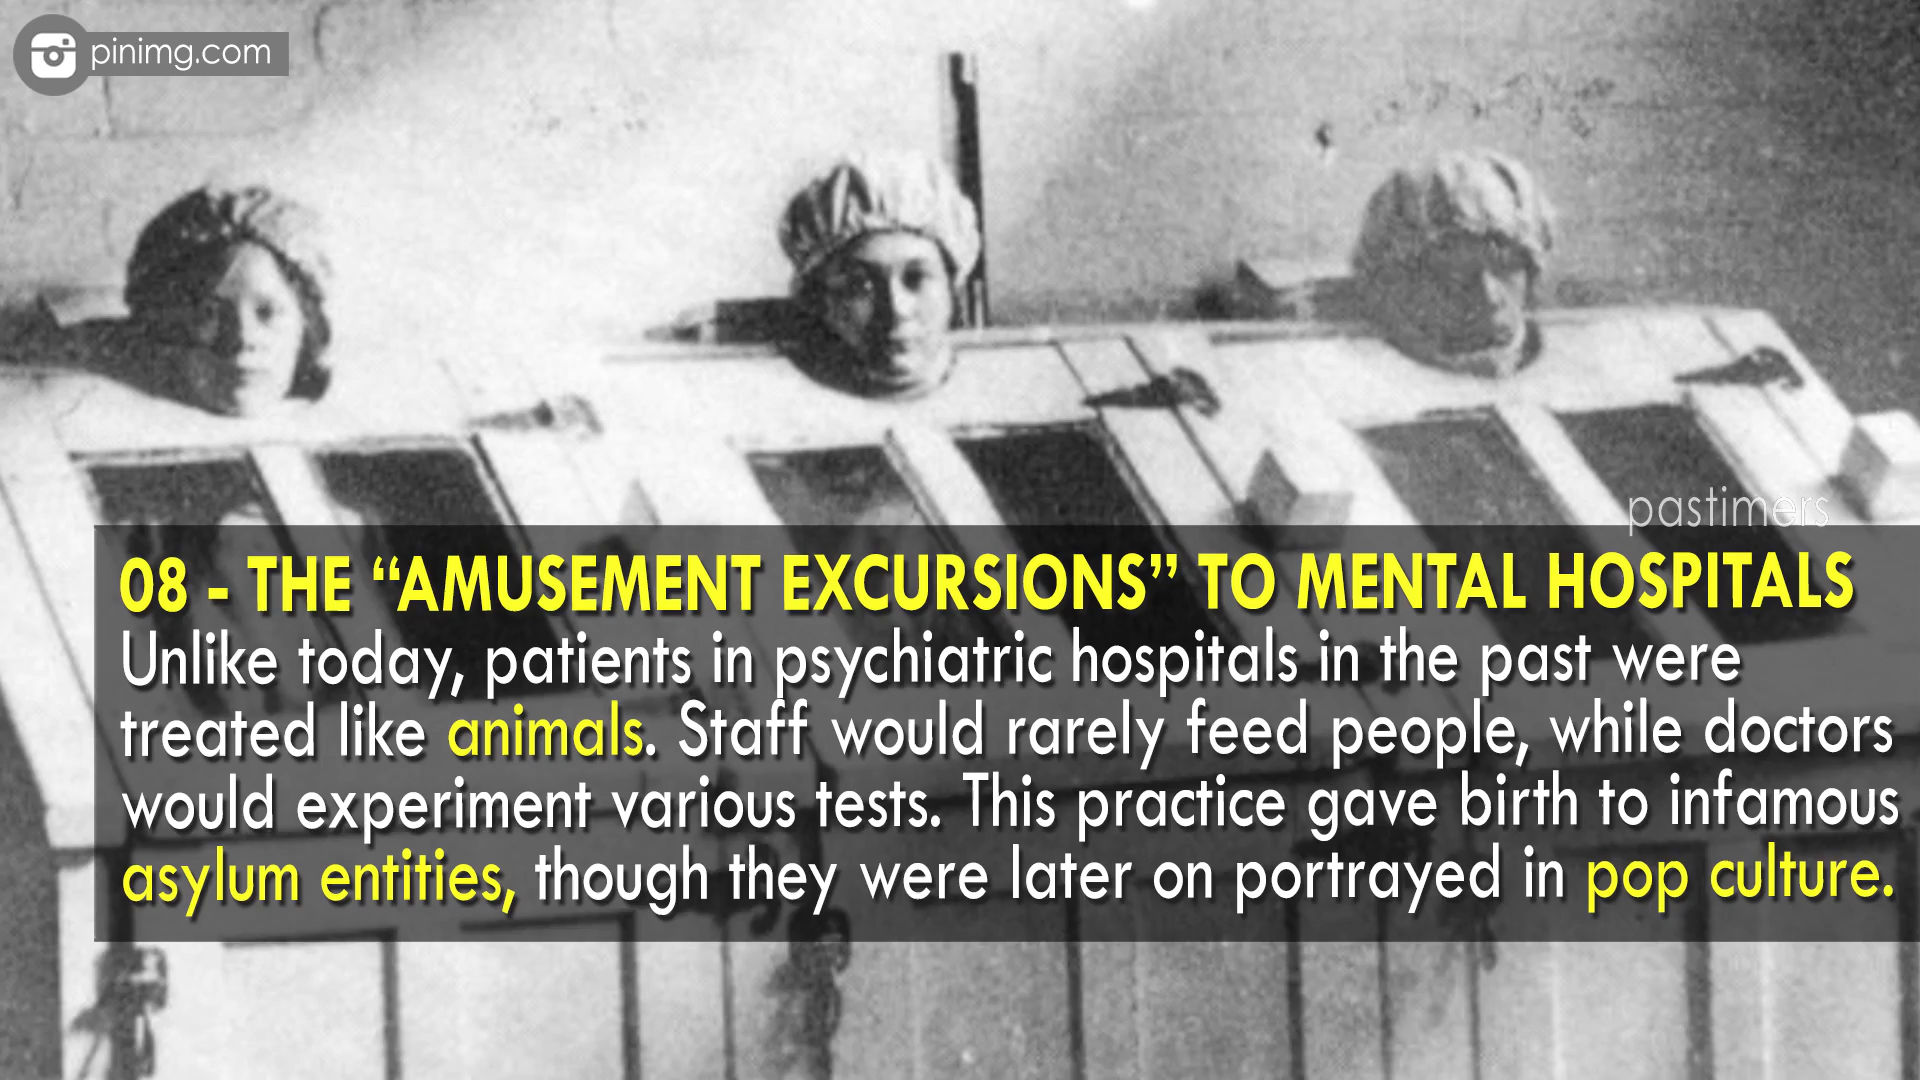 pinimg.com
pastimers
08 - THE “AMUSEMENT EXCURSIONS” TO MENTAL HOSPITALS
Unlike today, patients in psychiatric hospitals in the past were
treated like animals. Staff would rarely feed people, while doctors
would experiment various tests. This practice gave birth to infamous
asylum entities, though they were later on portrayed in pop culture.